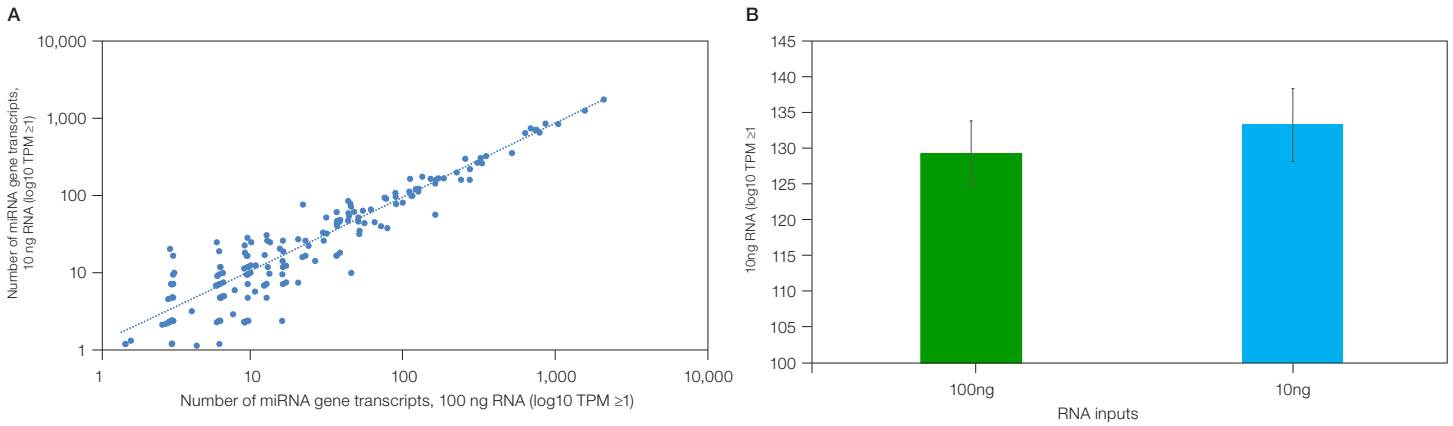 A
10,000
1,000
100
10
1
Number of miRNA gene transcripts,
10 ng RNA (log10 TPM ≥1)
1
10
100
1,000
10,000
Number of miRNA gene transcripts, 100 ng RNA (log10 TPM ≥1)
B
145
140
135
130
125
120
115
110
105
100
10ng RNA (log10 TPM ≥1
100ng
10ng
RNA inputs